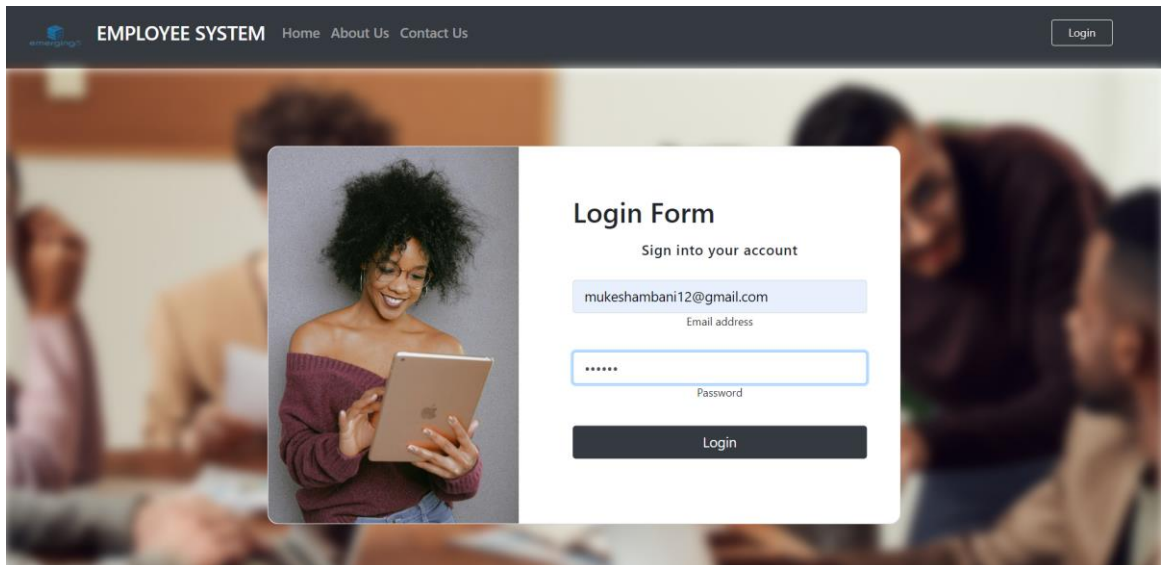 EMPLOYEE SYSTEM Home About Us Contact Us Login
Login Form
Sign into your account
mukeshambani12@gmail.com
Email address
••••••
Password
Login